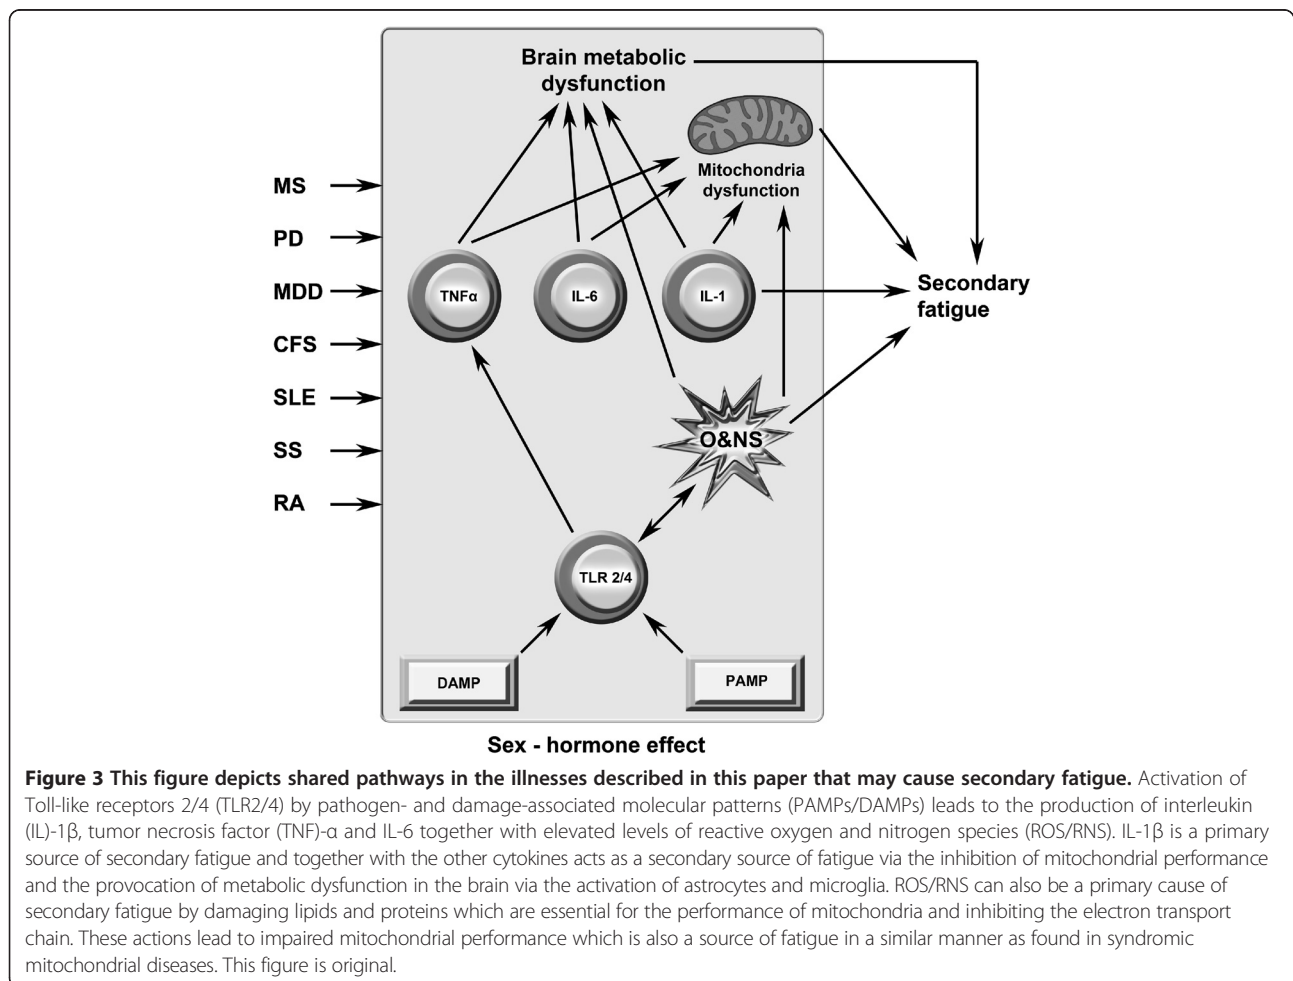 Brain metabolic
dysfunction
Mitochondria
dysfunction
MS
PD
MDD
CFS
SLE
SS
RA
TNFα
IL-6
IL-1
Secondary
fatigue
O&NS
TLR 2/4
DAMP
PAMP
Sex - hormone effect
Figure 3 This figure depicts shared pathways in the illnesses described in this paper that may cause secondary fatigue. Activation of
Toll-like receptors 2/4 (TLR2/4) by pathogen- and damage-associated molecular patterns (PAMPs/DAMPs) leads to the production of interleukin
(IL)-1β, tumor necrosis factor (TNF)-α and IL-6 together with elevated levels of reactive oxygen and nitrogen species (ROS/RNS). IL-1β is a primary
source of secondary fatigue and together with the other cytokines acts as a secondary source of fatigue via the inhibition of mitochondrial performance
and the provocation of metabolic dysfunction in the brain via the activation of astrocytes and microglia. ROS/RNS can also be a primary cause of
secondary fatigue by damaging lipids and proteins which are essential for the performance of mitochondria and inhibiting the electron transport
chain. These actions lead to impaired mitochondrial performance which is also a source of fatigue in a similar manner as found in syndromic
mitochondrial diseases. This figure is original.